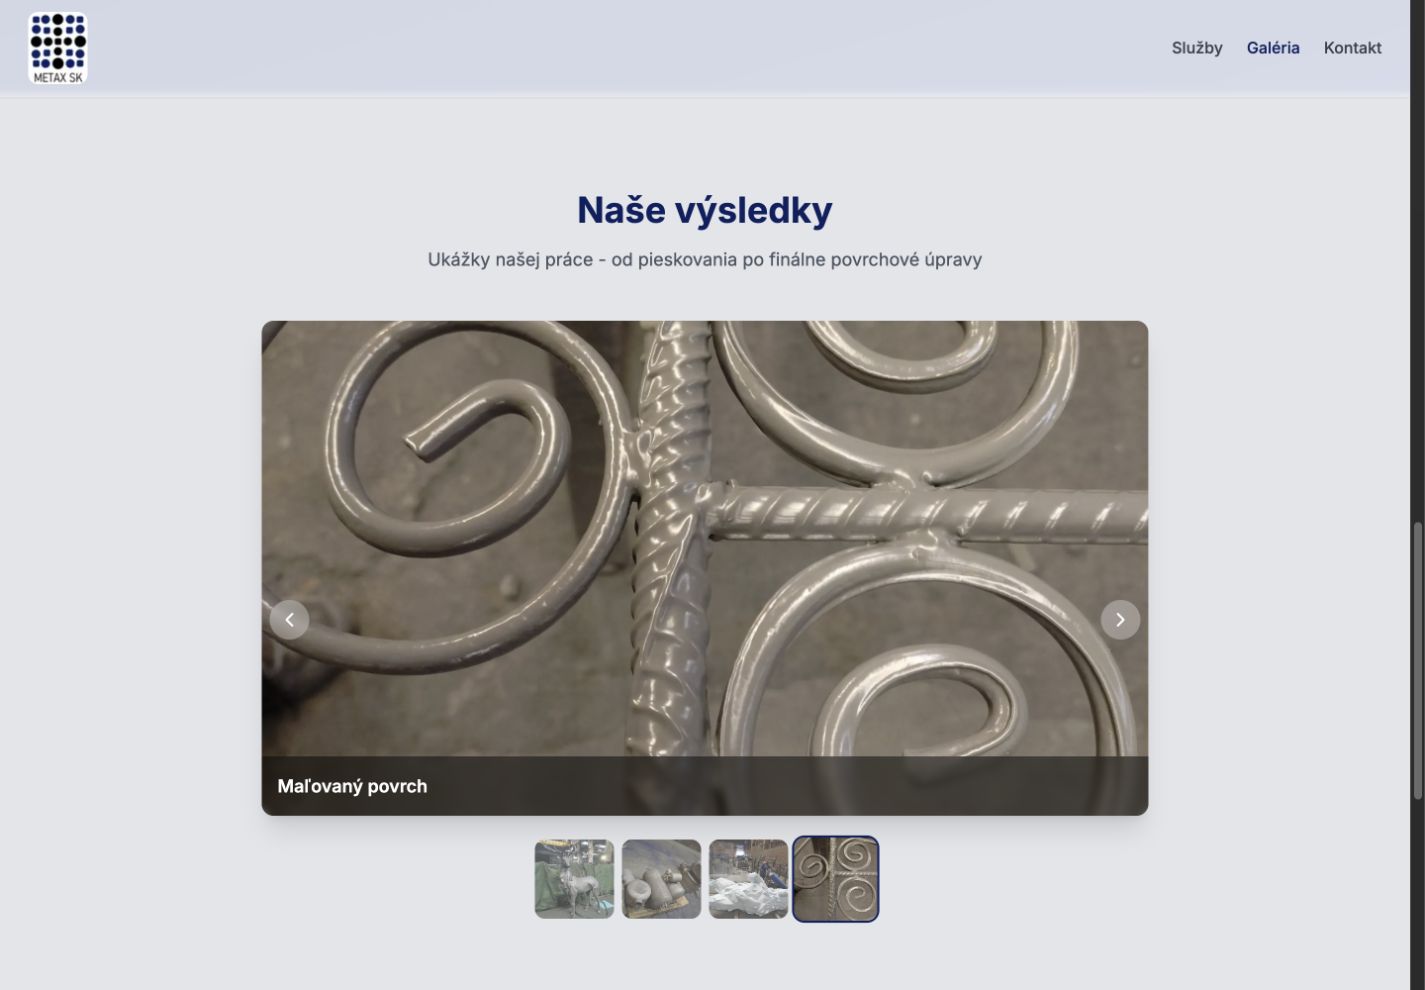 METAX SK
Služby Galéria Kontakt
Naše výsledky
Ukážky našej práce - od pieskovania po finálne povrchové úpravy
Maľovaný povrch